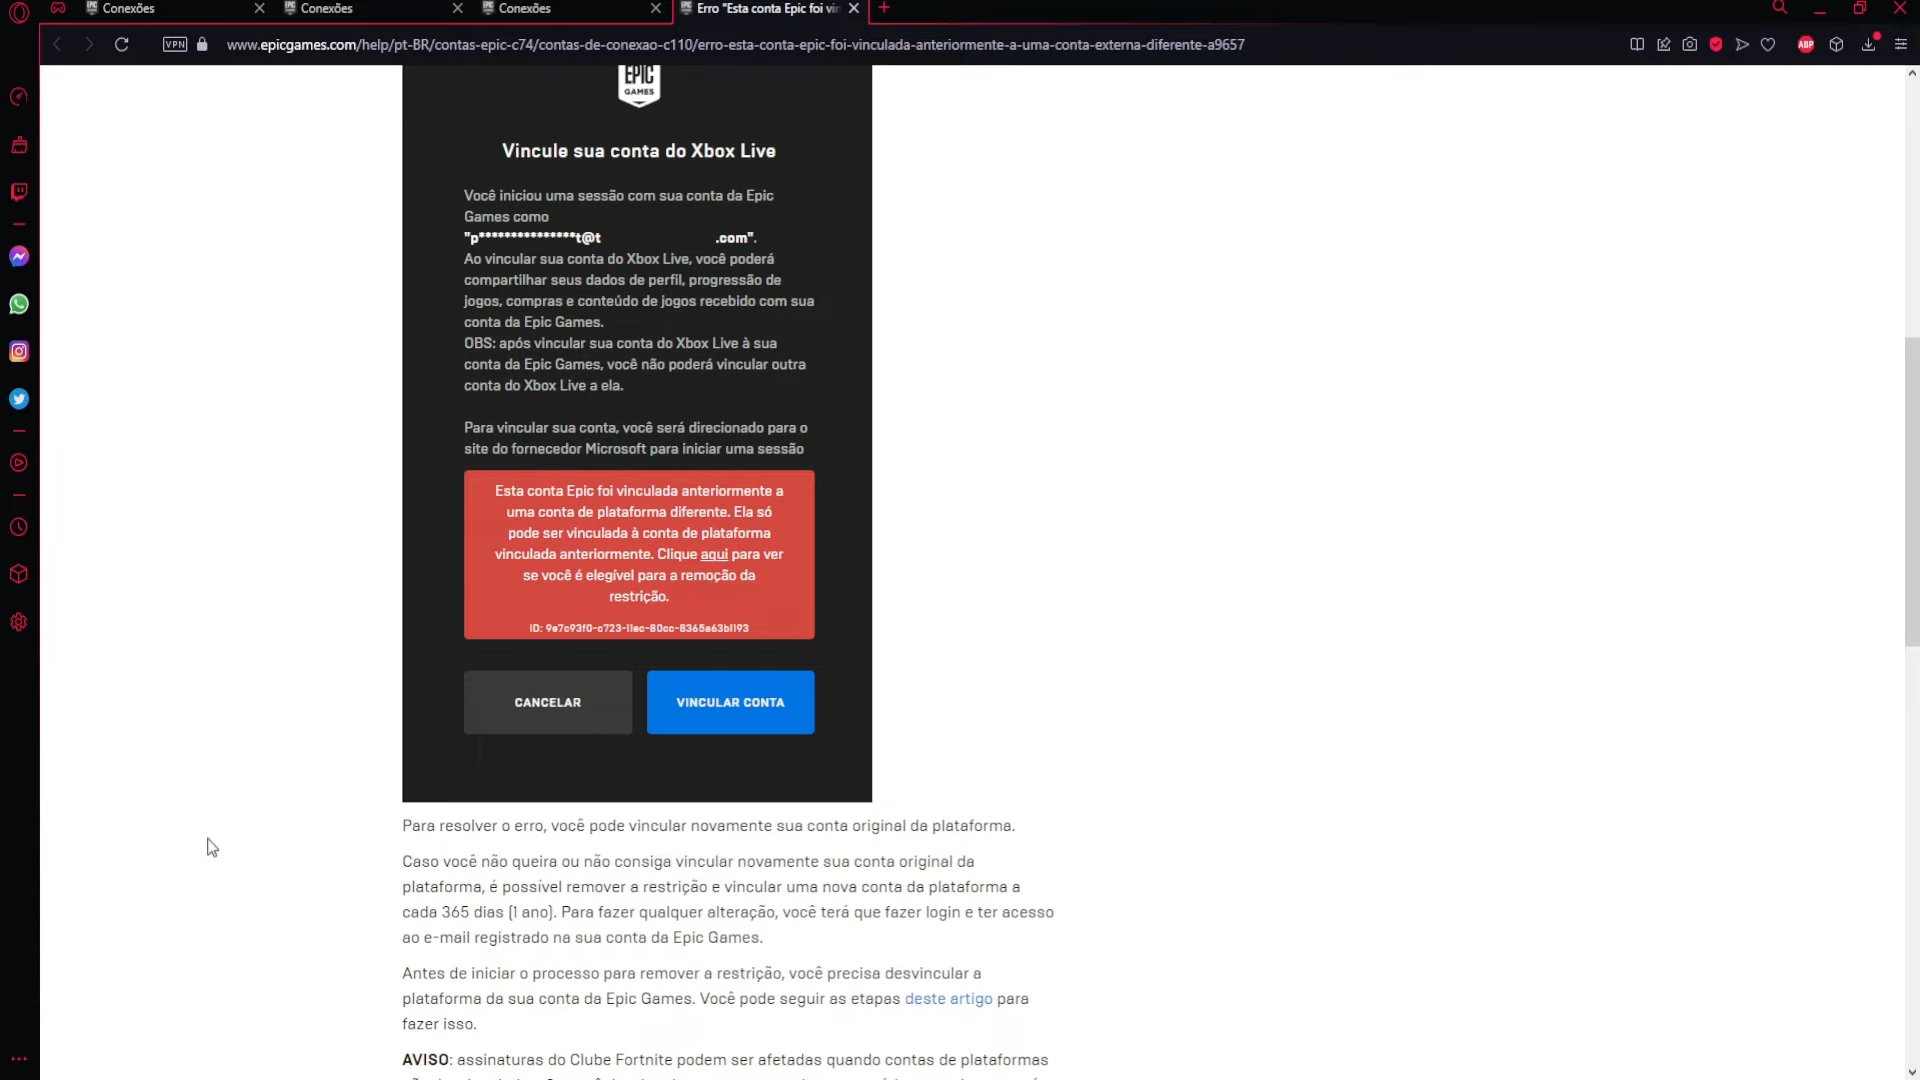 Conexões
Conexões
Conexões
Erro "Esta conta Epic foi vin
VPN
www.epicgames.com/help/pt-BR/contas-epic-c74/contas-de-conexao-c110/erro-esta-conta-epic-foi-vinculada-anteriormente-a-uma-conta-externa-diferente-a9657
ABP
EPIC
GAMES
Vincule sua conta do Xbox Live
Você iniciou uma sessão com sua conta da Epic
Games como
"p***************t@t .com".
Ao vincular sua conta do Xbox Live, você poderá
compartilhar seus dados de perfil, progressão de
jogos, compras e conteúdo de jogos recebido com sua
conta da Epic Games.
OBS: após vincular sua conta do Xbox Live à sua
conta da Epic Games, você não poderá vincular outra
conta do Xbox Live a ela.
Para vincular sua conta, você será direcionado para o
site do fornecedor Microsoft para iniciar uma sessão
Esta conta Epic foi vinculada anteriormente a
uma conta de plataforma diferente. Ela só
pode ser vinculada à conta de plataforma
vinculada anteriormente. Clique aqui para ver
se você é elegível para a remoção da
restrição.
ID: 9e7c93f0-c723-11ec-80cc-8365a63b1193
CANCELAR
VINCULAR CONTA
Para resolver o erro, você pode vincular novamente sua conta original da plataforma.
Caso você não queira ou não consiga vincular novamente sua conta original da
plataforma, é possível remover a restrição e vincular uma nova conta da plataforma a
cada 365 dias (1 ano). Para fazer qualquer alteração, você terá que fazer login e ter acesso
ao e-mail registrado na sua conta da Epic Games.
Antes de iniciar o processo para remover a restrição, você precisa desvincular a
plataforma da sua conta da Epic Games. Você pode seguir as etapas deste artigo para
fazer isso.
AVISO: assinaturas do Clube Fortnite podem ser afetadas quando contas de plataformas